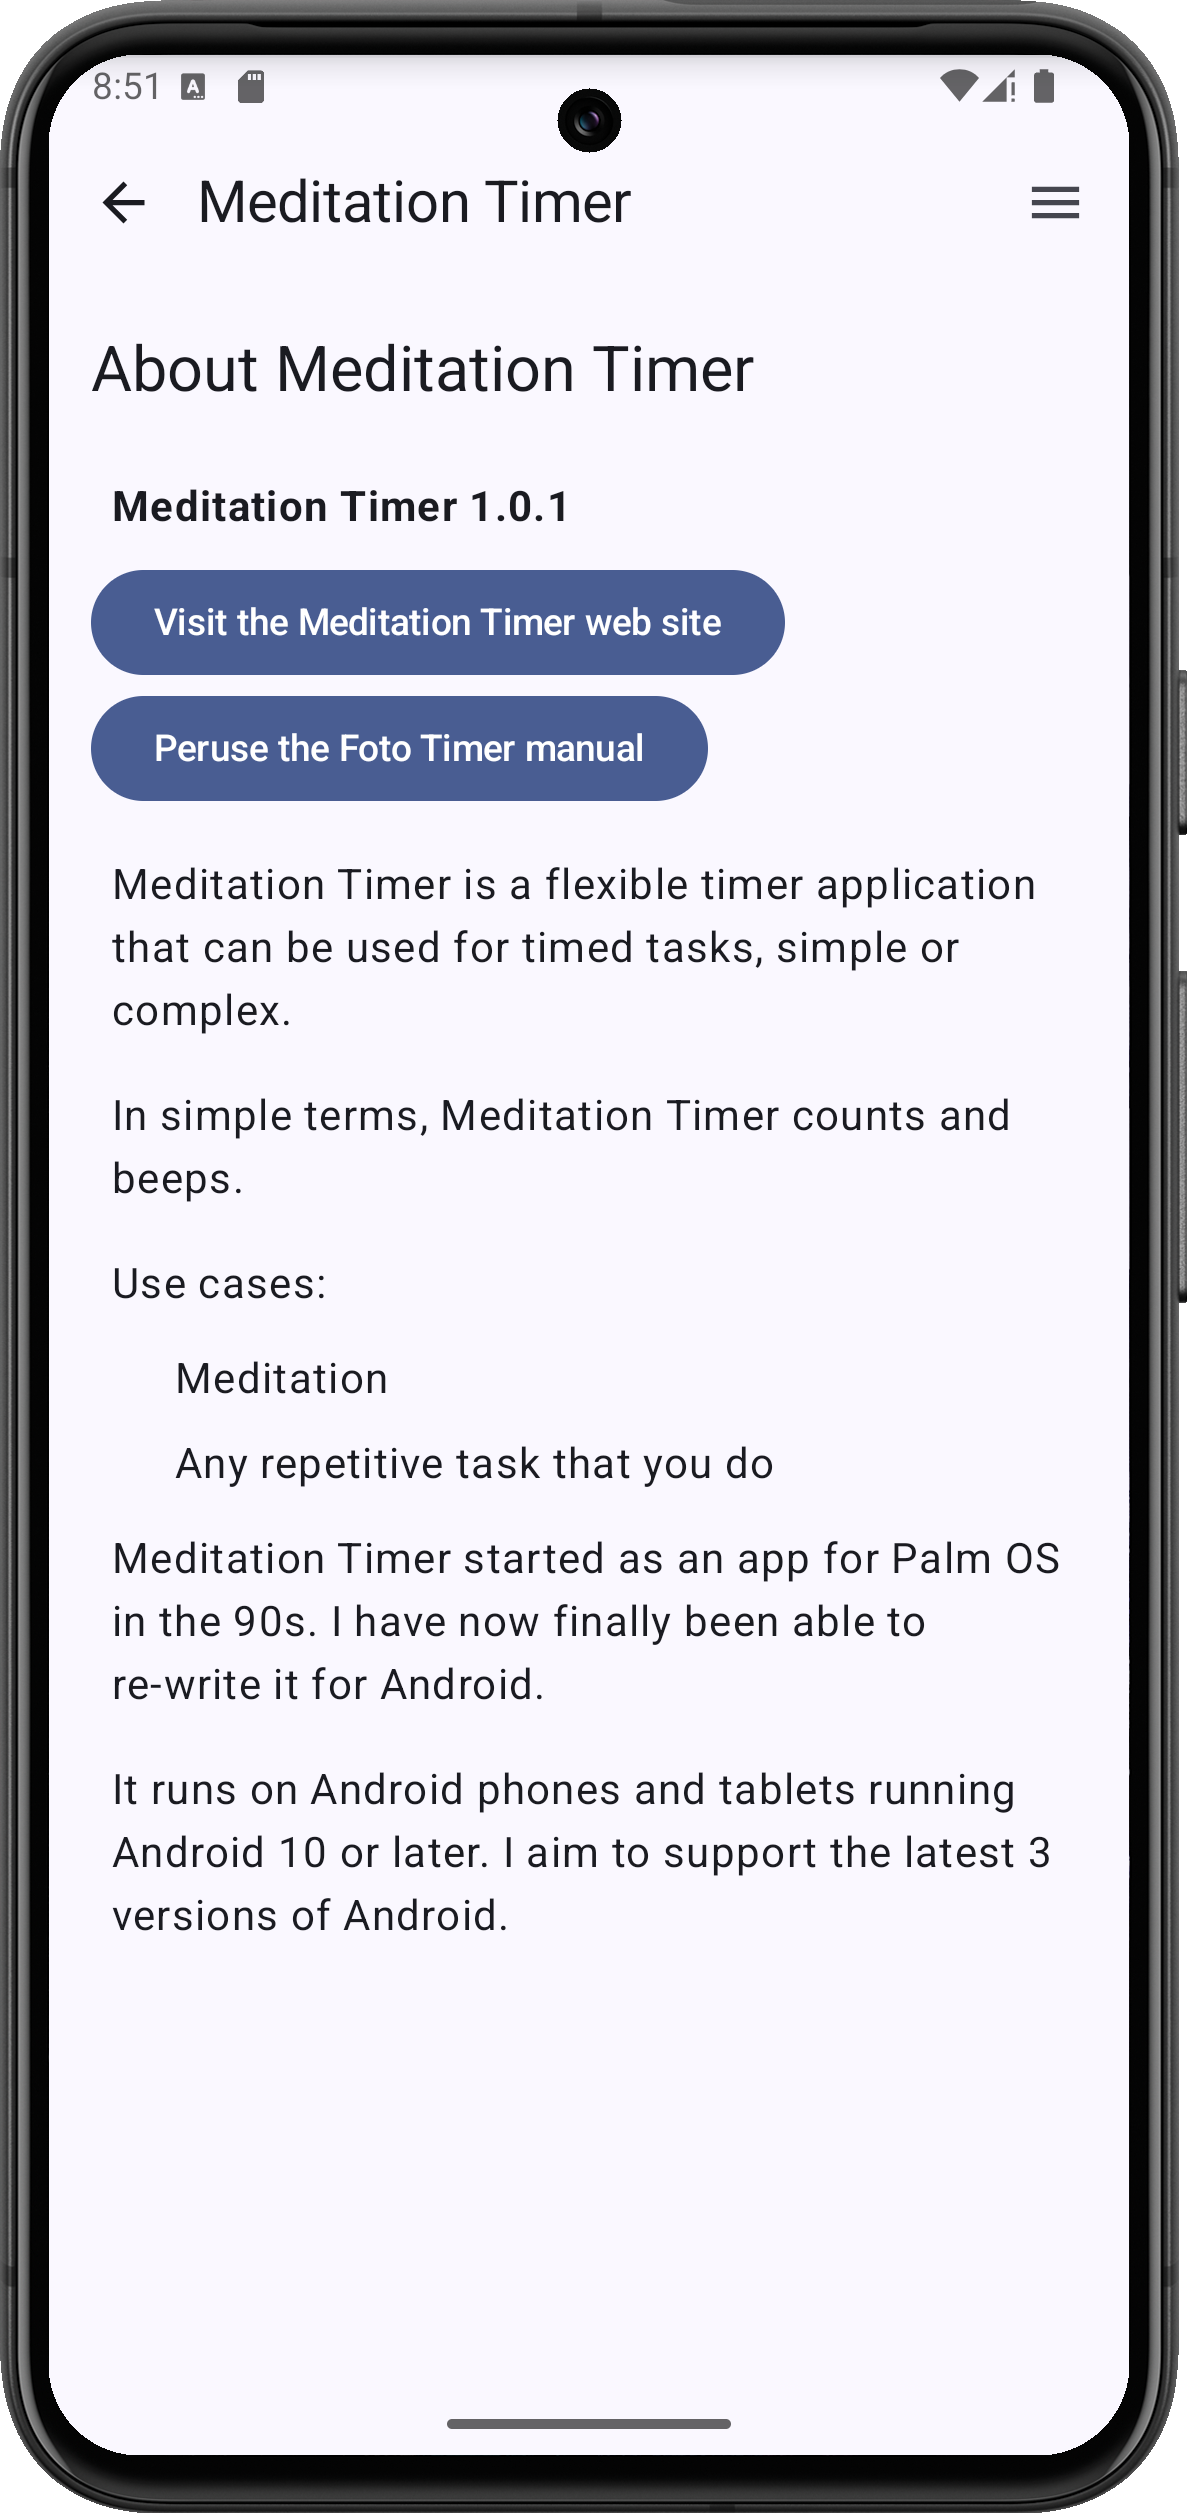 8:51
Meditation Timer
About Meditation Timer
Meditation Timer 1.0.1
Visit the Meditation Timer web site
Peruse the Foto Timer manual
Meditation Timer is a flexible timer application
that can be used for timed tasks, simple or
complex.
In simple terms, Meditation Timer counts and
beeps.
Use cases:
Meditation
Any repetitive task that you do
Meditation Timer started as an app for Palm OS
in the 90s. I have now finally been able to
re-write it for Android.
It runs on Android phones and tablets running
Android 10 or later. I aim to support the latest 3
versions of Android.